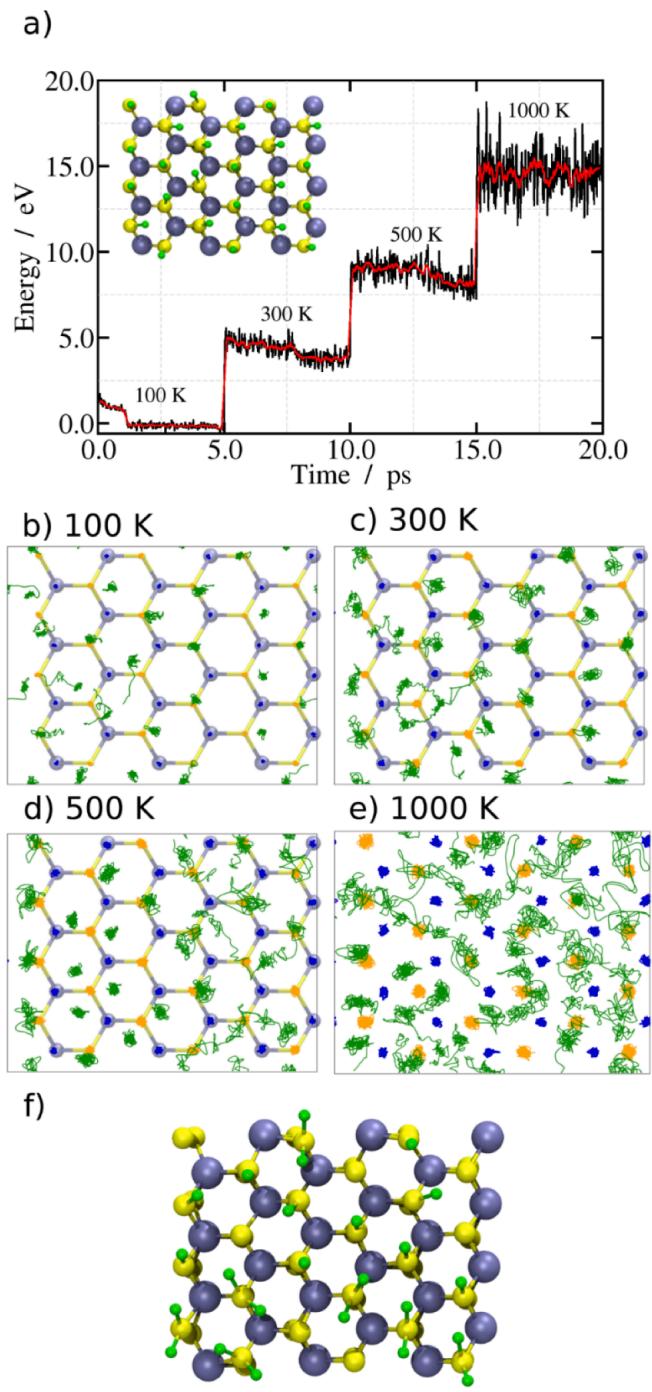 a)
20.0
15.0
10.0
5.0
0.0
Energy / eV
100 K
300 K
500 K
1000 K
0.0 5.0 10.0 15.0 20.0
Time / ps
b) 100 K
c) 300 K
d) 500 K
e) 1000 K
f)